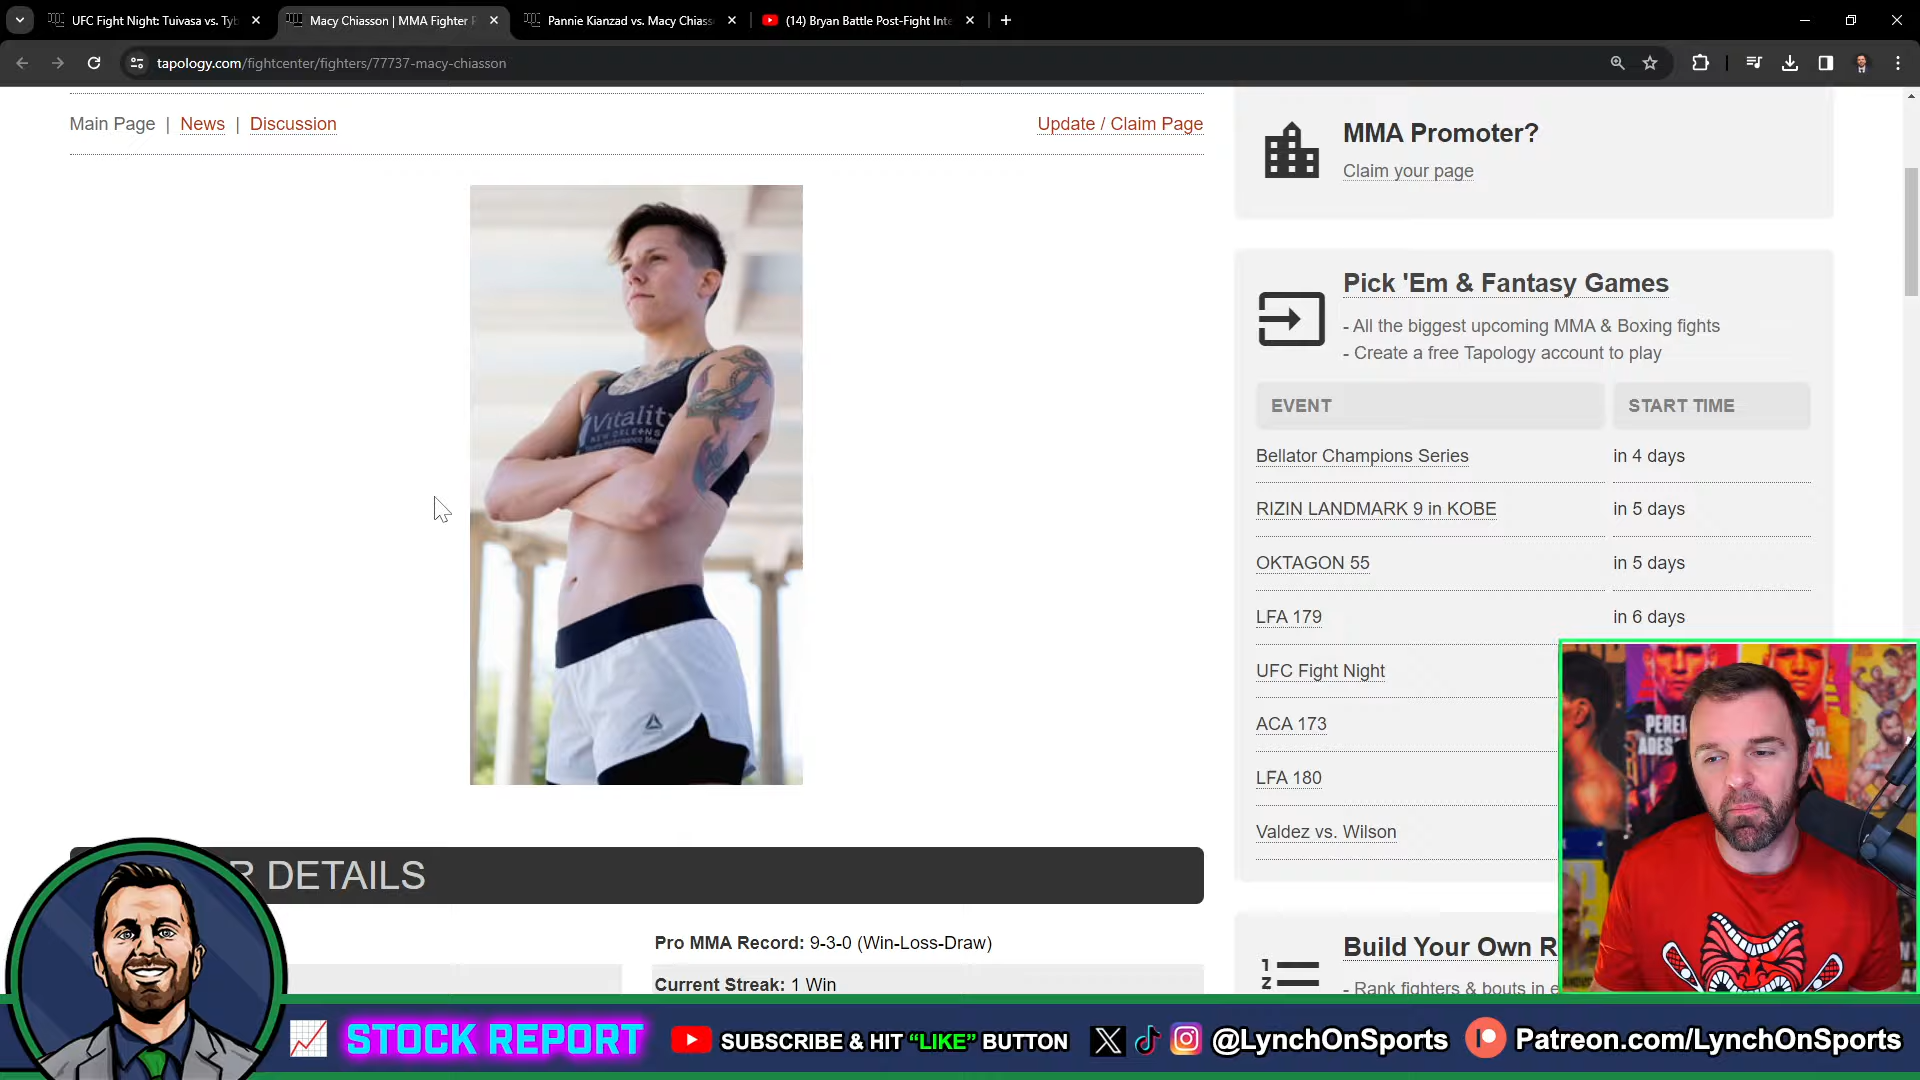 UFC Fight Night: Tuivasa vs. Tyb
Macy Chiasson | MMA Fighter P
Pannie Kianzad vs. Macy Chiass
(14) Bryan Battle Post-Fight Inte
tapology.com/fightcenter/fighters/77737-macy-chiasson
Main Page | News | Discussion
Update / Claim Page
MMA Promoter?
Claim your page
Pick 'Em & Fantasy Games
- All the biggest upcoming MMA & Boxing fights
- Create a free Tapology account to play
EVENT START TIME
Bellator Champions Series in 4 days
RIZIN LANDMARK 9 in KOBE in 5 days
OKTAGON 55 in 5 days
LFA 179 in 6 days
UFC Fight Night
ACA 173
LFA 180
Valdez vs. Wilson
Vitality
NEW ORLEANS
PEREI
ADES
R DETAILS
Pro MMA Record: 9-3-0 (Win-Loss-Draw)
Current Streak: 1 Win
Build Your Own R
- Rank fighters & bouts in e
STOCK REPORT
SUBSCRIBE & HIT “LIKE” BUTTON
@LynchOnSports
Patreon.com/LynchOnSports